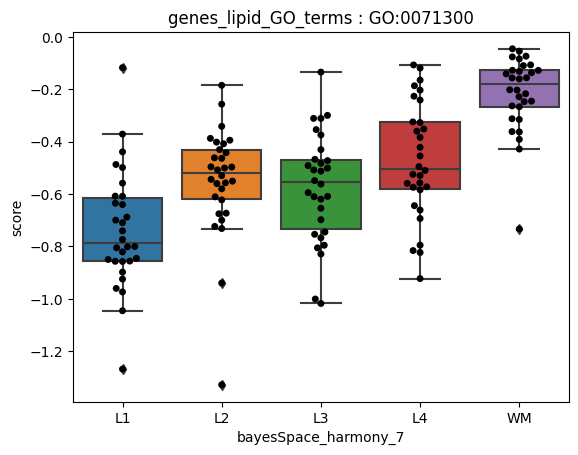 genes_lipid_GO_terms : GO:0071300
0.0
−0.2
−0.4
−0.6
−0.8
−1.0
−1.2
score
L1 L2 L3 L4 WM
bayesSpace_harmony_7